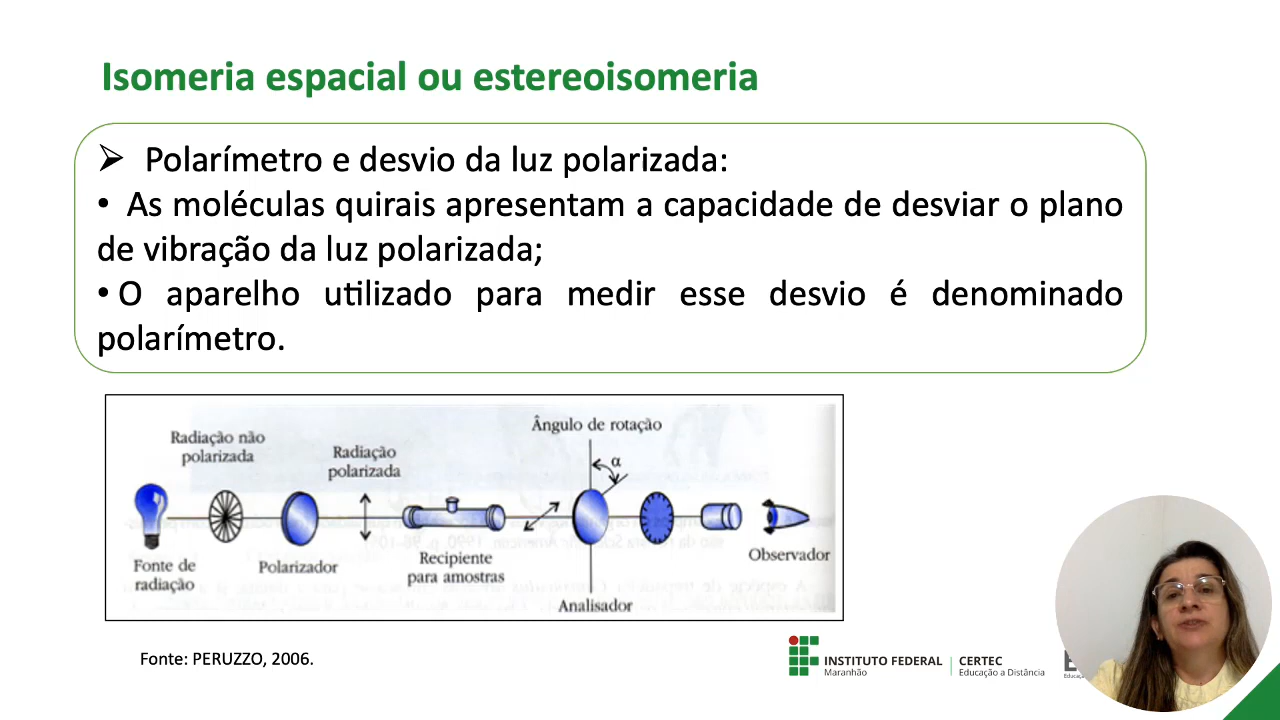 Isomeria espacial ou estereoisomeria
➢ Polarímetro e desvio da luz polarizada:
• As moléculas quirais apresentam a capacidade de desviar o plano
de vibração da luz polarizada;
• O aparelho utilizado para medir esse desvio é denominado
polarímetro.
Radiação não
polarizada
Radiação
polarizada
Ângulo de rotação
α
Fonte de
radiação
Polarizador
Recipiente
para amostras
Analisador
Observador
Fonte: PERUZZO, 2006.
INSTITUTO FEDERAL
Maranhão
CERTEC
Educação a Distância